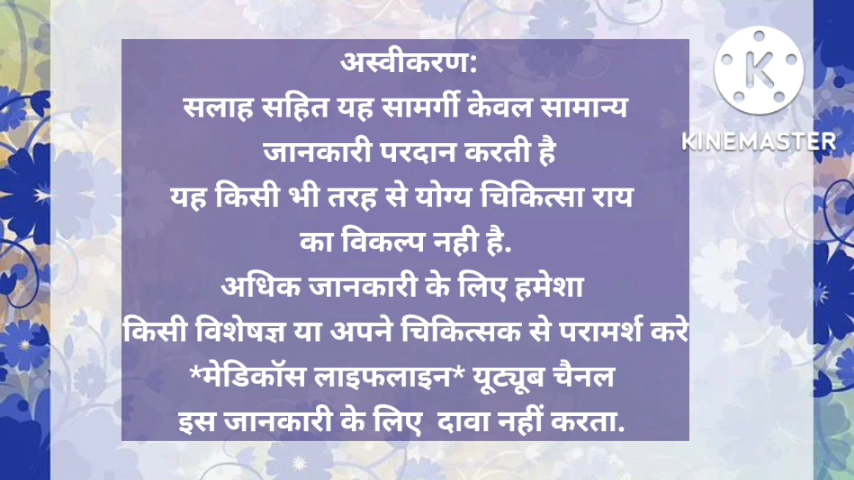 अस्वीकरण:
सलाह सहित यह सामर्गी केवल सामान्य
जानकारी परदान करती है
यह किसी भी तरह से योग्य चिकित्सा राय
का विकल्प नही है.
अधिक जानकारी के लिए हमेशा
किसी विशेषज्ञ या अपने चिकित्सक से परामर्श करे
*मेडिकॉस लाइफलाइन* यूट्यूब चैनल
इस जानकारी के लिए दावा नहीं करता.
K
KINEMASTER